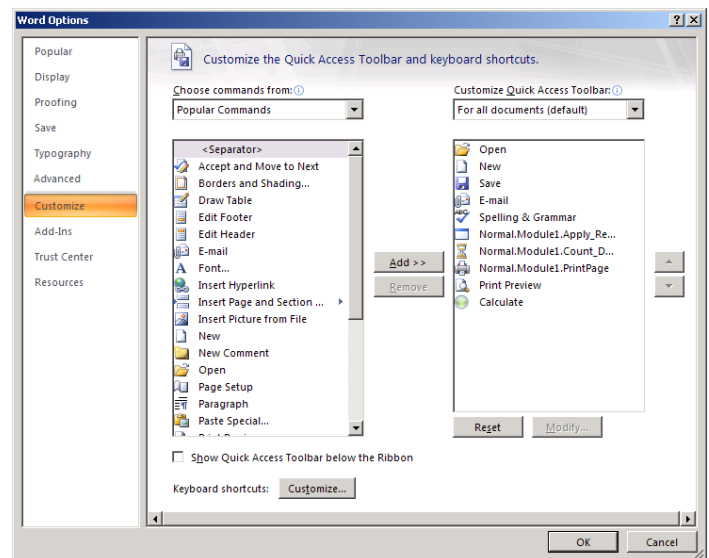 Word Options
Popular
Display
Proofing
Save
Typography
Advanced
Customize
Add-Ins
Trust Center
Resources
Customize the Quick Access Toolbar and keyboard shortcuts.
Choose commands from:
Popular Commands
<Separator>
Accept and Move to Next
Borders and Shading...
Draw Table
Edit Footer
Edit Header
E-mail
Font...
Insert Hyperlink
Insert Page and Section ...
Insert Picture from File
New
New Comment
Open
Page Setup
Paragraph
Paste Special...
Add >>
Remove
Customize Quick Access Toolbar:
For all documents (default)
Open
New
Save
E-mail
Spelling & Grammar
Normal.Module1.Apply_Re...
Normal.Module1.Count_D...
Normal.Module1.PrintPage
Print Preview
Calculate
Reset
Modify...
Show Quick Access Toolbar below the Ribbon
Keyboard shortcuts:
Customize...
OK
Cancel